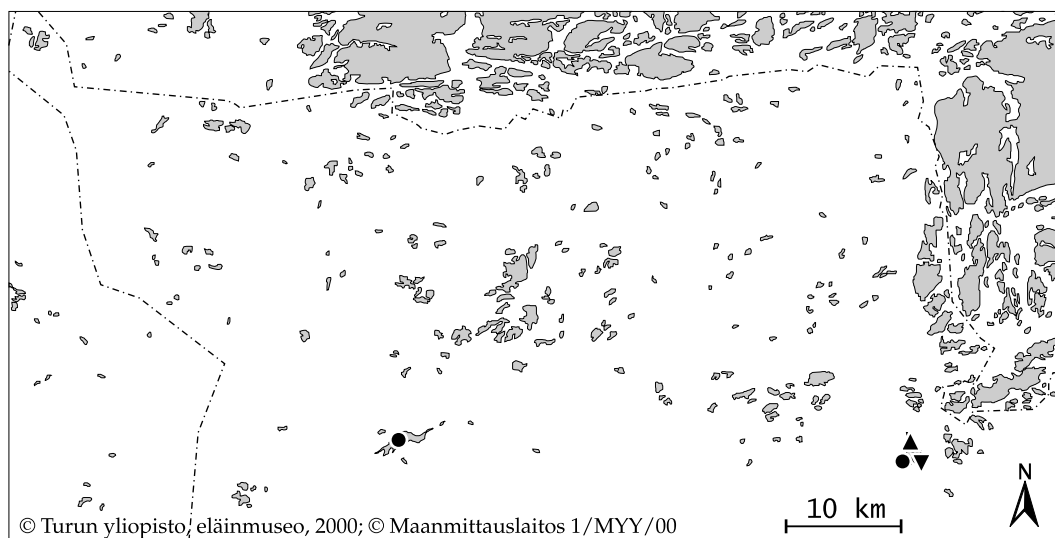 N
10 km
© Turun yliopisto, eläinmuseo, 2000; © Maanmittauslaitos 1/MYY/00